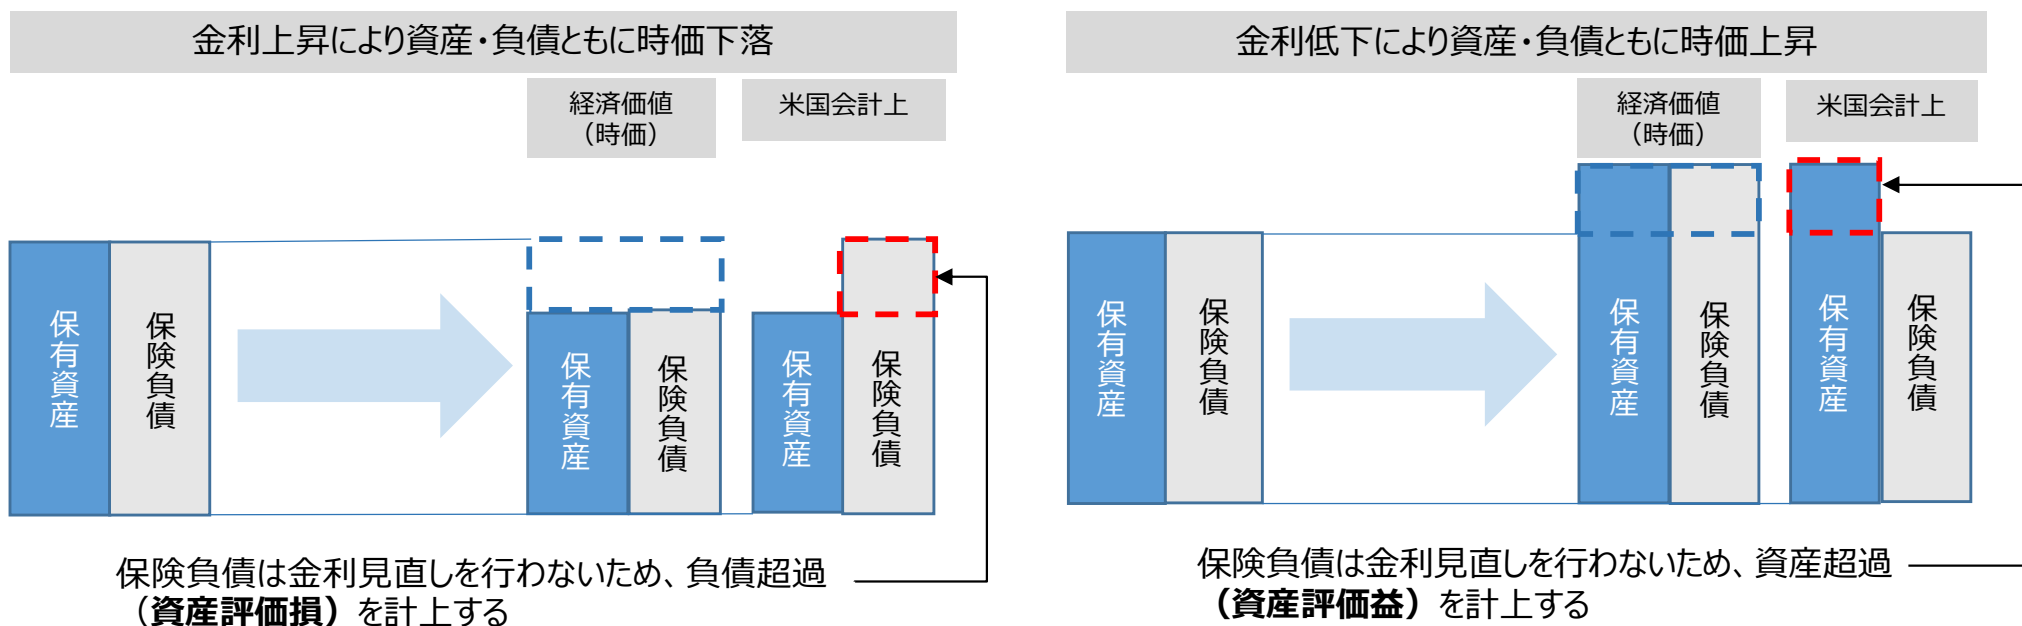 金利上昇により資産・負債ともに時価下落
経済価値
（時価）
米国会計上
保有資産
保険負債
保有資産
保険負債
保有資産
保険負債
保険負債は金利見直しを行わないため、負債超過
（資産評価損）を計上する
金利低下により資産・負債ともに時価上昇
経済価値
（時価）
米国会計上
保有資産
保険負債
保有資産
保険負債
保有資産
保険負債
保険負債は金利見直しを行わないため、資産超過
（資産評価益）を計上する